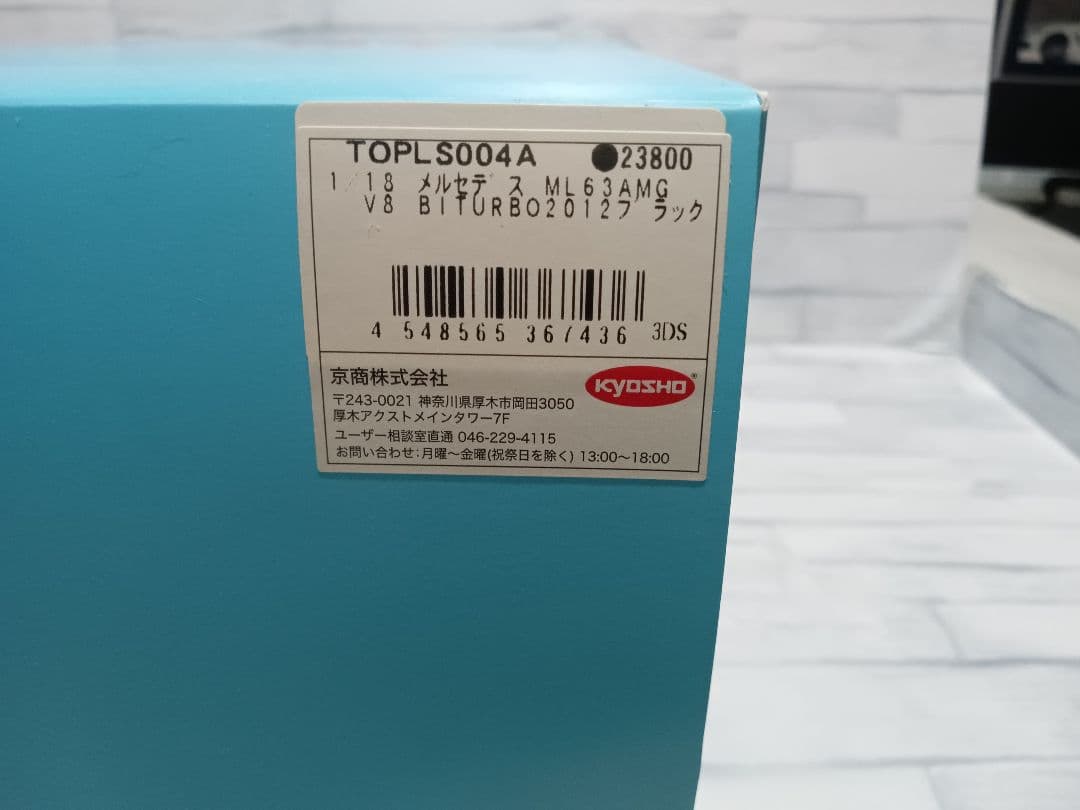 TOPLS004A ●23800
1/18 メルセデス ML63AMG
V8 BITURBO2012ブラック
4 548565 367436 3DS
京商株式会社
KYOSHO®
〒243-0021 神奈川県厚木市岡田3050
厚木アクストメインタワー7F
ユーザー相談室直通 046-229-4115
お問い合わせ:月曜〜金曜(祝祭日を除く) 13:00〜18:00